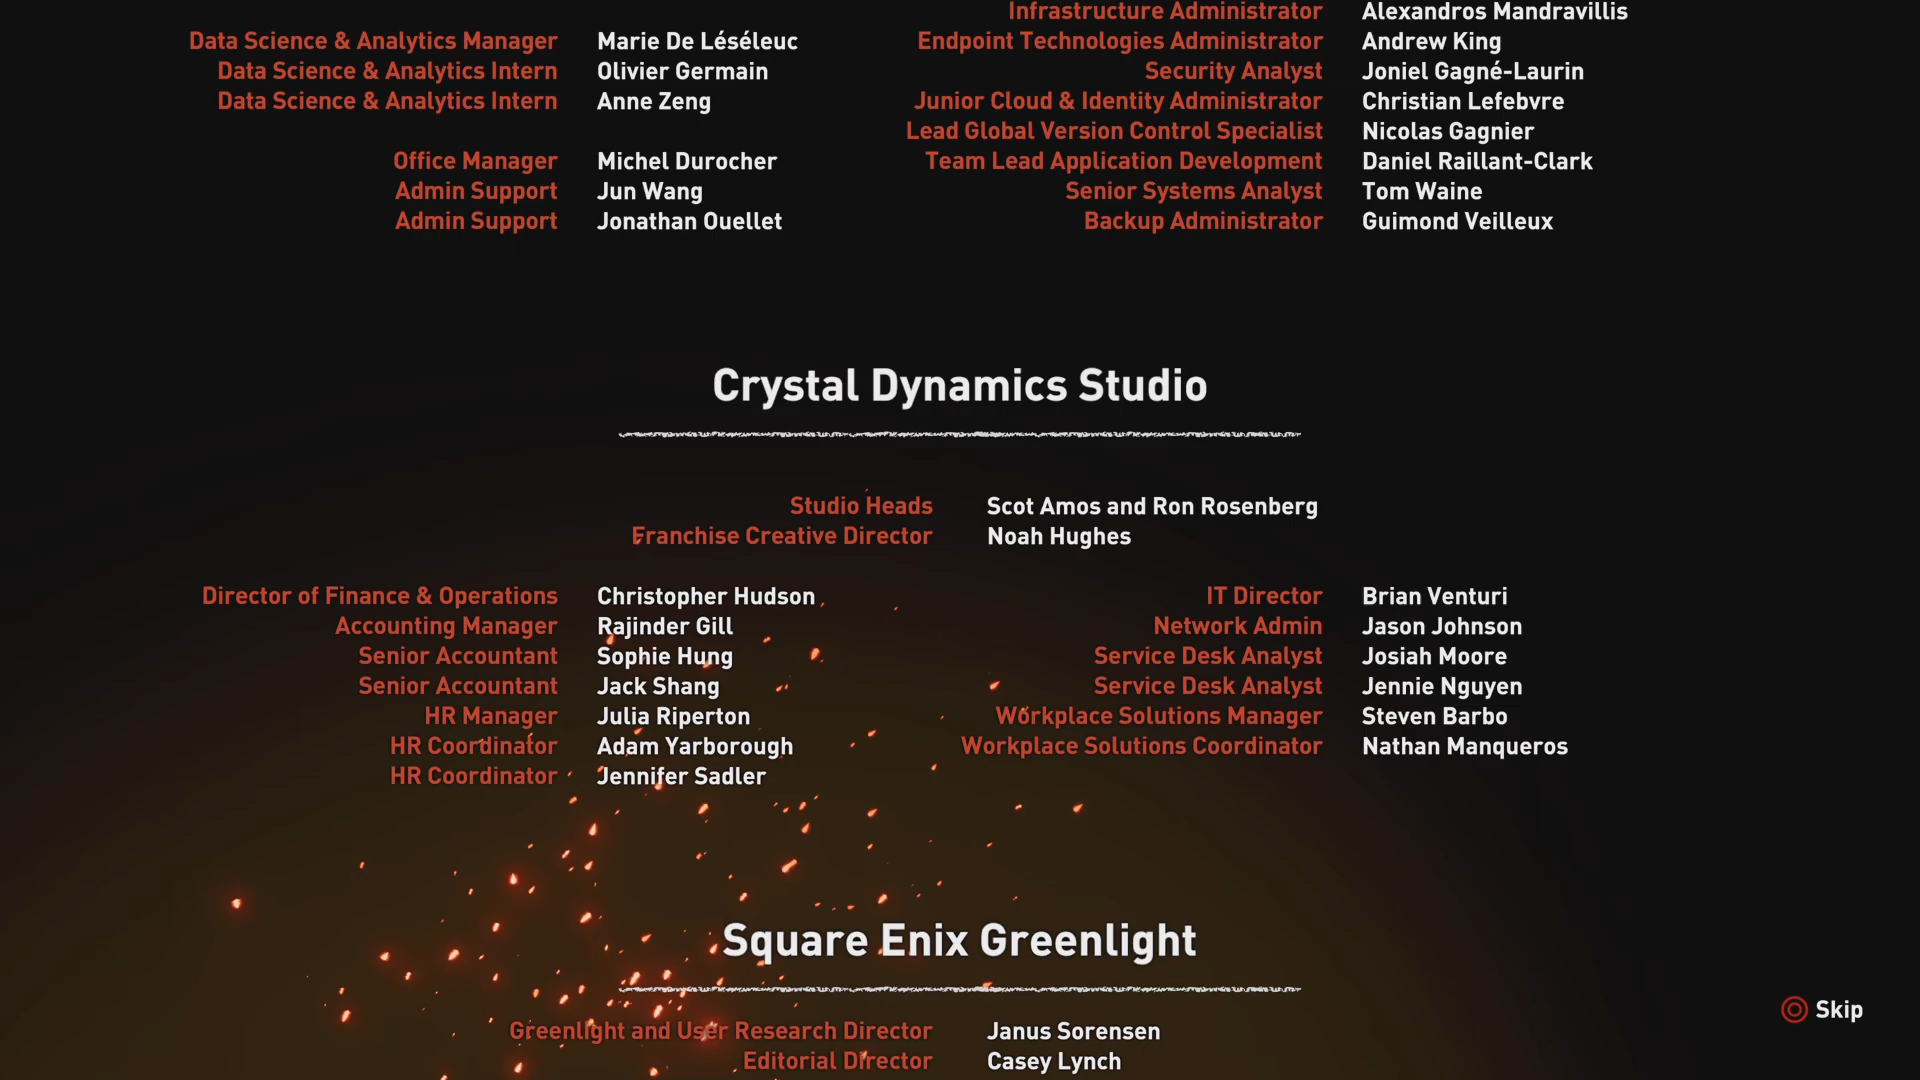 Infrastructure Administrator Alexandros Mandravillis
Data Science & Analytics Manager Marie De Léséleuc Endpoint Technologies Administrator Andrew King
Data Science & Analytics Intern Olivier Germain Security Analyst Joniel Gagné-Laurin
Data Science & Analytics Intern Anne Zeng Junior Cloud & Identity Administrator Christian Lefebvre
Lead Global Version Control Specialist Nicolas Gagnier
Office Manager Michel Durocher Team Lead Application Development Daniel Raillant-Clark
Admin Support Jun Wang Senior Systems Analyst Tom Waine
Admin Support Jonathan Ouellet Backup Administrator Guimond Veilleux
Crystal Dynamics Studio
Studio Heads Scot Amos and Ron Rosenberg
Franchise Creative Director Noah Hughes
Director of Finance & Operations Christopher Hudson IT Director Brian Venturi
Accounting Manager Rajinder Gill Network Admin Jason Johnson
Senior Accountant Sophie Hung Service Desk Analyst Josiah Moore
Senior Accountant Jack Shang Service Desk Analyst Jennie Nguyen
HR Manager Julia Riperton Workplace Solutions Manager Steven Barbo
HR Coordinator Adam Yarborough Workplace Solutions Coordinator Nathan Manqueros
HR Coordinator Jennifer Sadler
Square Enix Greenlight
Greenlight and User Research Director Janus Sorensen
Editorial Director Casey Lynch
Skip